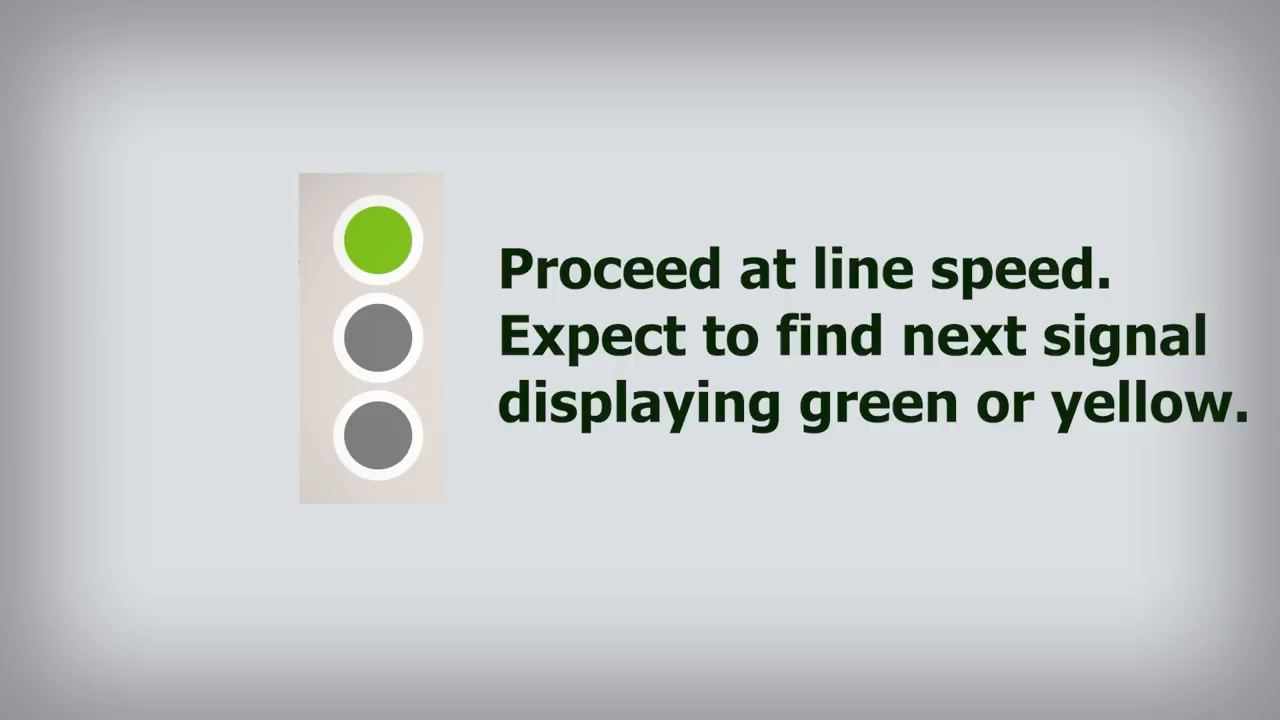 Proceed at line speed.
Expect to find next signal
displaying green or yellow.